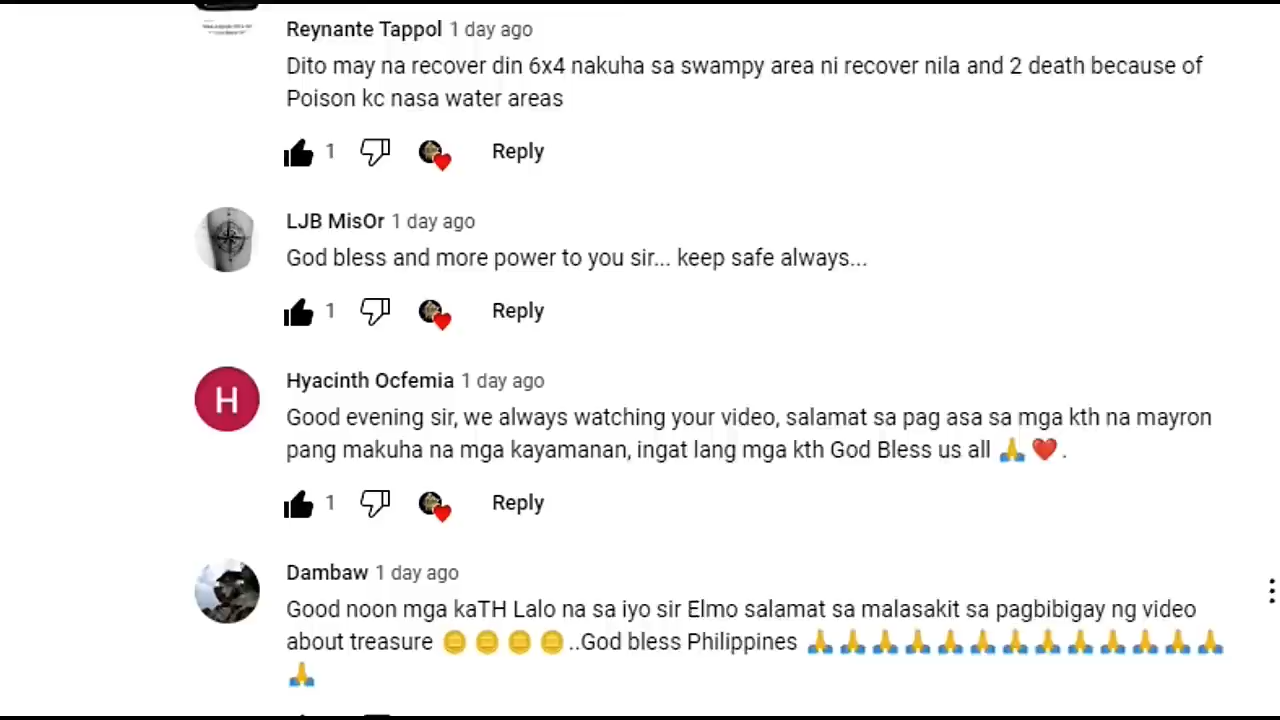 Reynante Tappol 1 day ago
Dito may na recover din 6x4 nakuha sa swampy area ni recover nila and 2 death because of
Poison kc nasa water areas
1 Reply
LJB MisOr 1 day ago
God bless and more power to you sir... keep safe always...
1 Reply
H
Hyacinth Ocfemia 1 day ago
Good evening sir, we always watching your video, salamat sa pag asa sa mga kth na mayron
pang makuha na mga kayamanan, ingat lang mga kth God Bless us all 🙏 ❤️ .
1 Reply
Dambaw 1 day ago
Good noon mga kaTH Lalo na sa iyo sir Elmo salamat sa malasakit sa pagbibigay ng video
about treasure 🪙 🪙 🪙 🪙 ..God bless Philippines 🙏 🙏 🙏 🙏 🙏 🙏 🙏 🙏 🙏 🙏 🙏 🙏 🙏
🙏